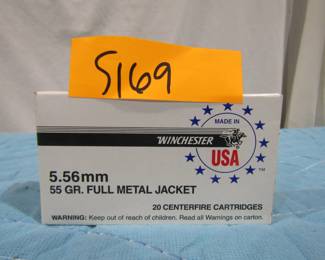 S169
MADE IN
WINCHESTER
USA
TM
5.56mm
55 GR. FULL METAL JACKET
20 CENTERFIRE CARTRIDGES
WARNING: Keep out of reach of children. Read all Warnings on carton.